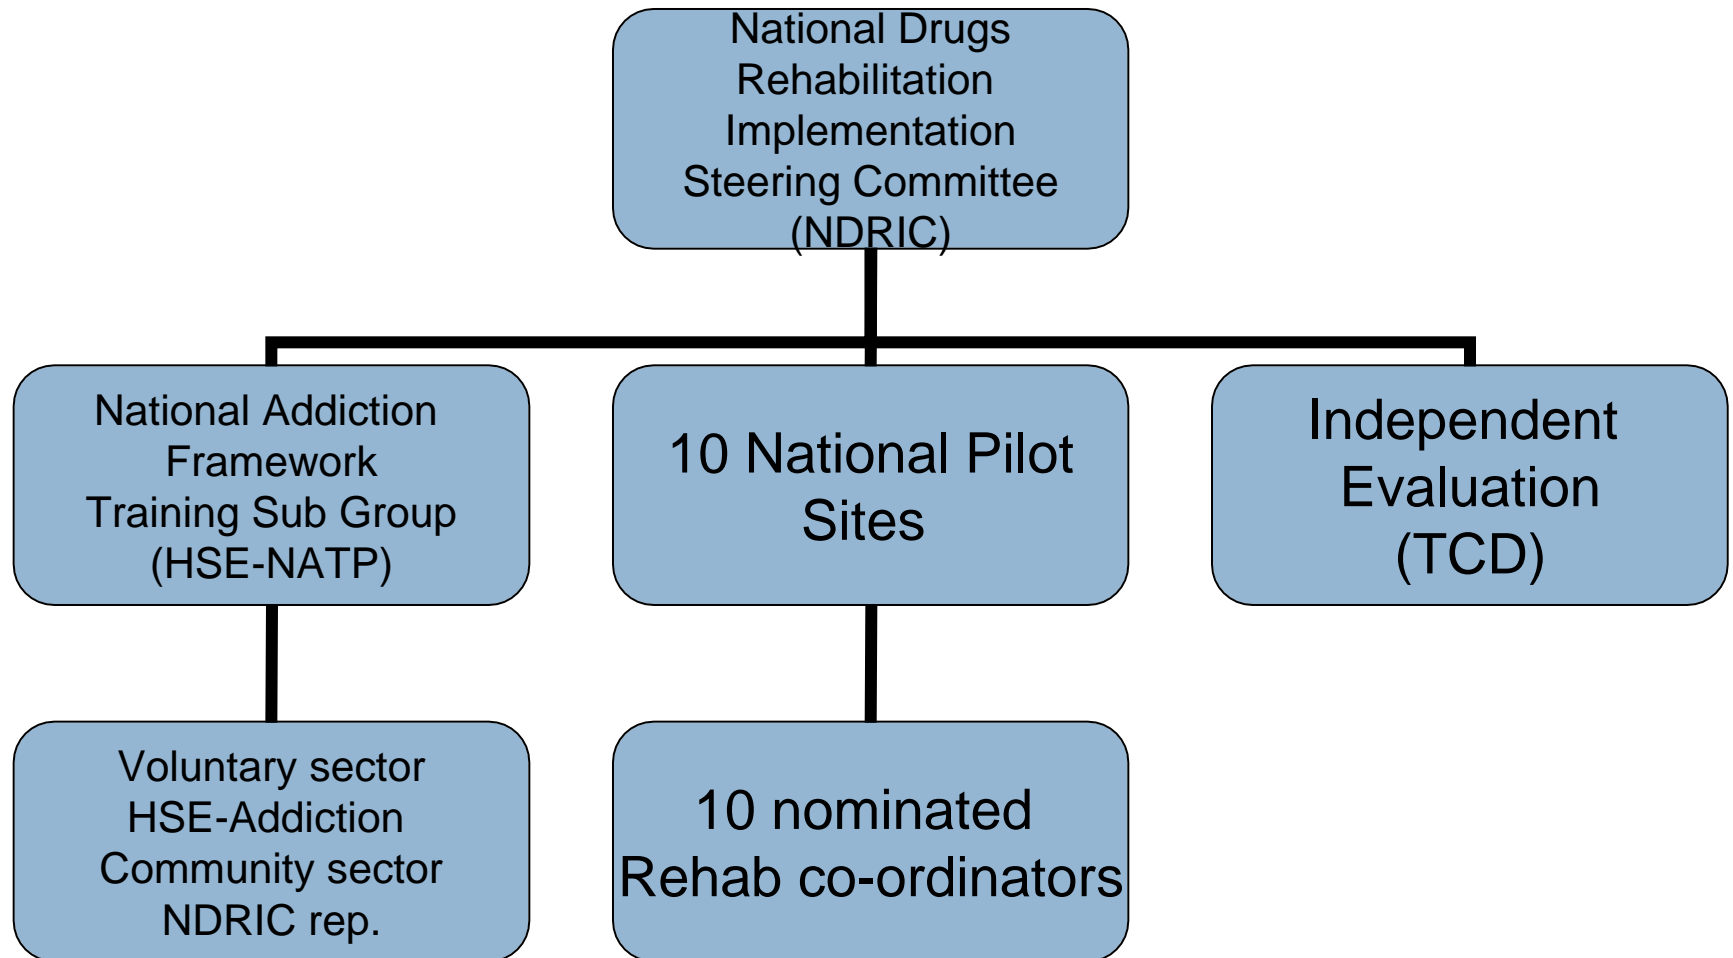 National Drugs
Rehabilitation
Implementation
Steering Committee
(NDRIC)
National Addiction
Framework
Training Sub Group
(HSE-NATP)
10 National Pilot
Sites
Independent
Evaluation
(TCD)
Voluntary sector
HSE-Addiction
Community sector
NDRIC rep.
10 nominated
Rehab co-ordinators